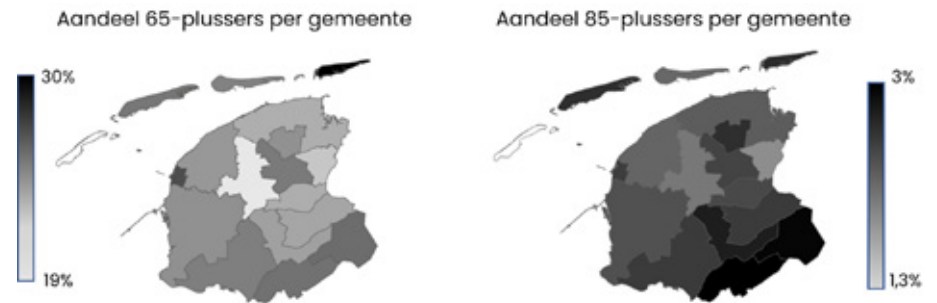 Aandeel 65-plussers per gemeente
30%
19%
Aandeel 85-plussers per gemeente
3%
1,3%